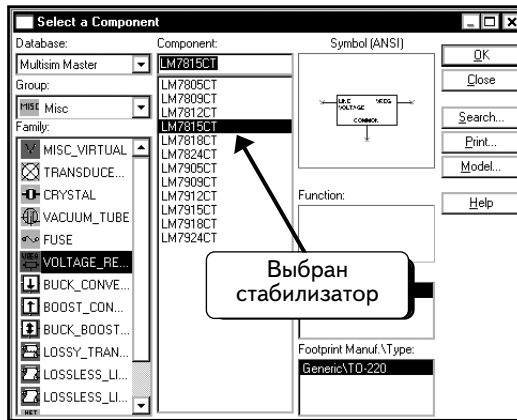 Select a Component
Database:
Multisim Master
Group:
MISC Misc
Family:
MISC_VIRTUAL
TRANSDUCE...
CRYSTAL
VACUUM_TUBE
FUSE
VOLTAGE_RE...
BUCK_CONVE...
BOOST_CON...
BUCK_BOOST...
LOSSY_TRAN...
LOSSLESS_LI...
LOSSLESS_LI...
NET
Component:
LM7815CT
LM7805CT
LM7809CT
LM7812CT
LM7815CT
LM7818CT
LM7824CT
LM7905CT
LM7909CT
LM7912CT
LM7915CT
LM7918CT
LM7924CT
Symbol (ANSI)
LINE VREG
VOLTAGE
COMMON
Function:
Выбран
стабилизатор
Footprint Manuf.\Type:
Generic\TO-220
OK
Close
Search...
Print...
Model...
Help